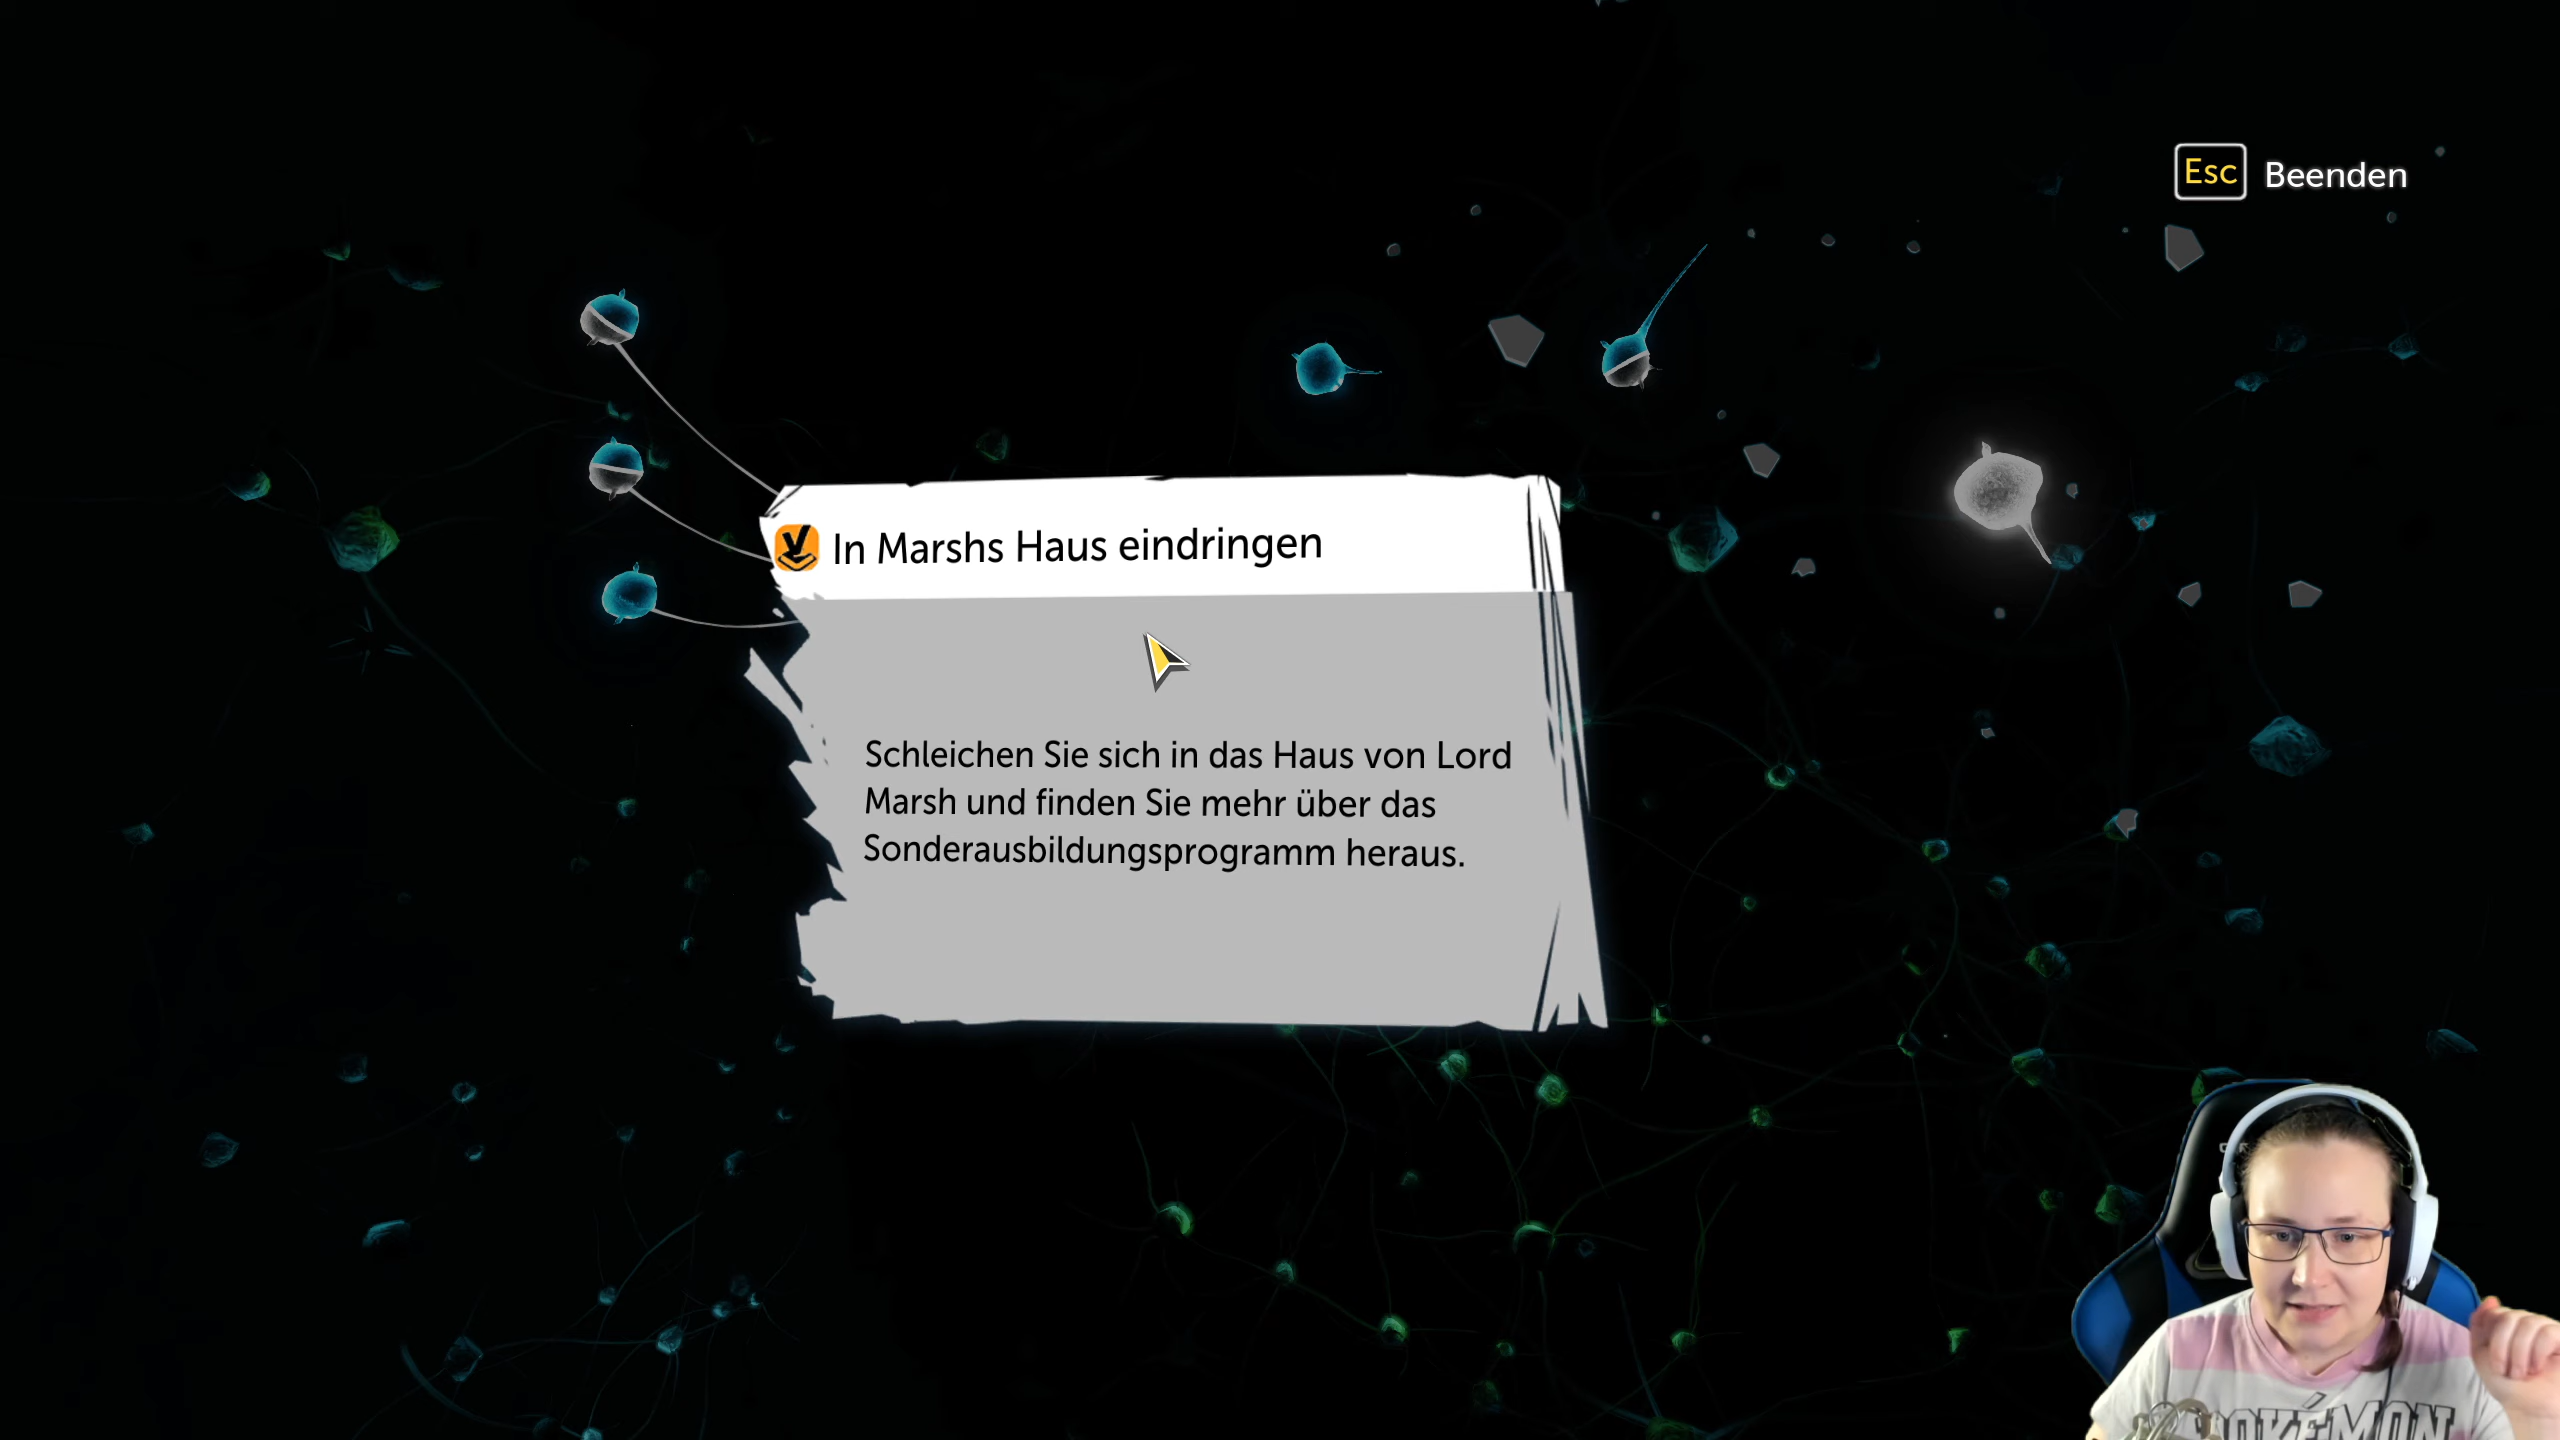 Esc Beenden
In Marshs Haus eindringen
Schleichen Sie sich in das Haus von Lord
Marsh und finden Sie mehr über das
Sonderausbildungsprogramm heraus.
POKÉMON